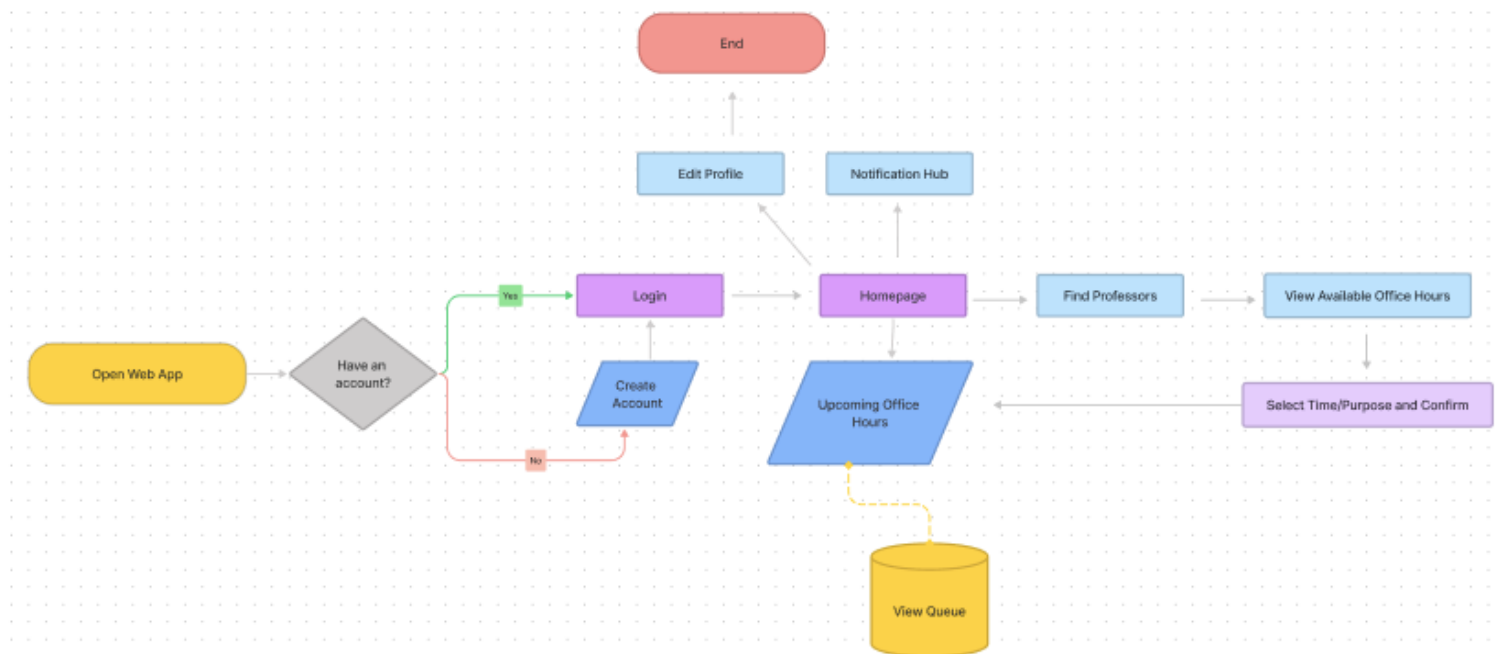 End
Edit Profile
Notification Hub
Yes
Login
Homepage
Find Professors
View Available Office Hours
Open Web App
Have an
account?
Create
Account
Upcoming Office
Hours
Select Time/Purpose and Confirm
No
View Queue